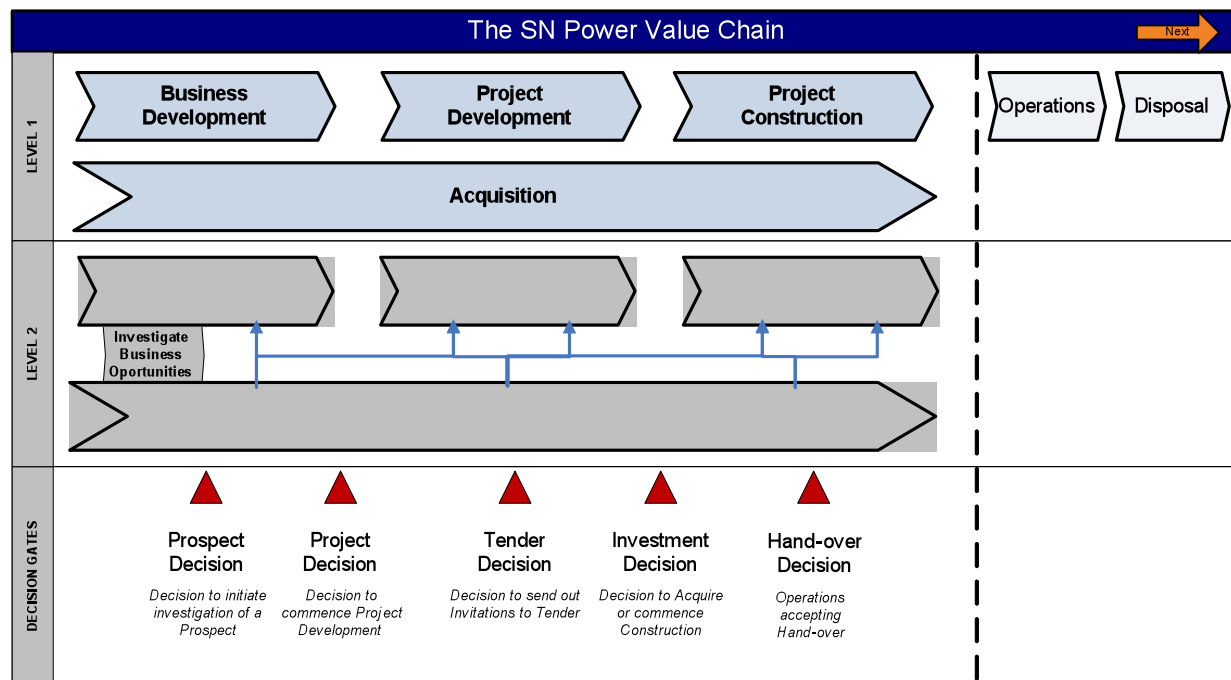 The SN Power Value Chain
Next
LEVEL 1
Business
Development
Project
Development
Project
Construction
Operations
Disposal
Acquisition
LEVEL 2
Investigate
Business
Oportunities
DECISION GATES
Prospect
Decision
Decision to initiate
investigation of a
Prospect
Project
Decision
Decision to
commence Project
Development
Tender
Decision
Decision to send out
Invitations to Tender
Investment
Decision
Decision to Acquire
or commence
Construction
Hand-over
Decision
Operations
accepting
Hand-over